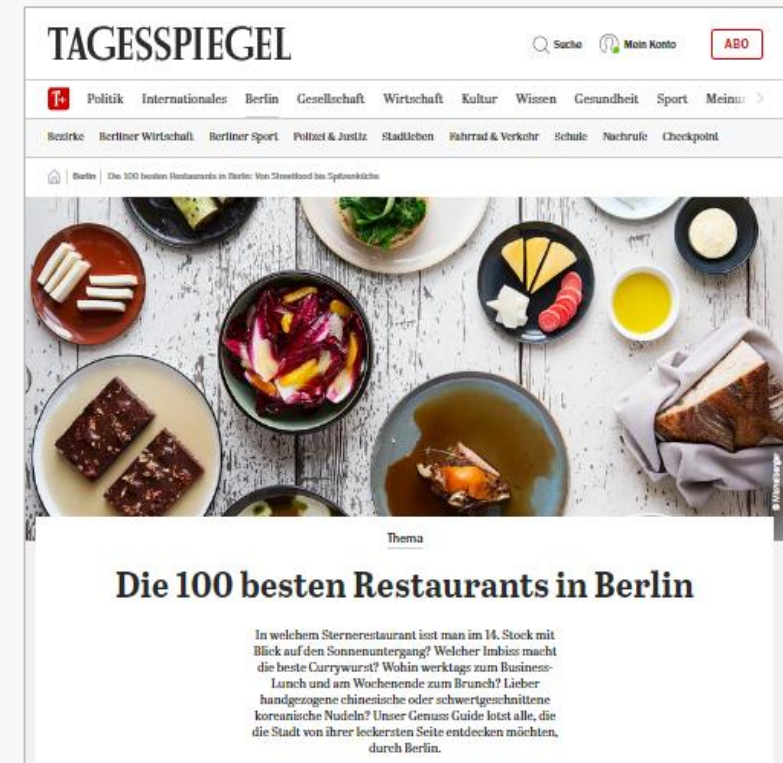 TAGESSPIEGEL
Suche Mein Konto ABO
T+ Politik Internationales Berlin Gesellschaft Wirtschaft Kultur Wissen Gesundheit Sport
Bezirke Berliner Wirtschaft Berliner Sport Polizei & Justiz Stadtleben Fahrrad & Verkehr Schule Nachrufe Checkpoint
Berlin Die 100 besten Restaurants in Berlin: Von Streetfood bis Spitzenküche
Thema
Die 100 besten Restaurants in Berlin
In welchem Sternerestaurant isst man im 14. Stock mit
Blick auf den Sonnenuntergang? Welcher Imbiss macht
die beste Currywurst? Wohin werktags zum Business-
Lunch und am Wochenende zum Brunch? Lieber
handgezogene chinesische oder schwertgeschnittene
koreanische Nudeln? Unser Genuss Guide lotst alle, die
die Stadt von ihrer leckersten Seite entdecken möchten,
durch Berlin.